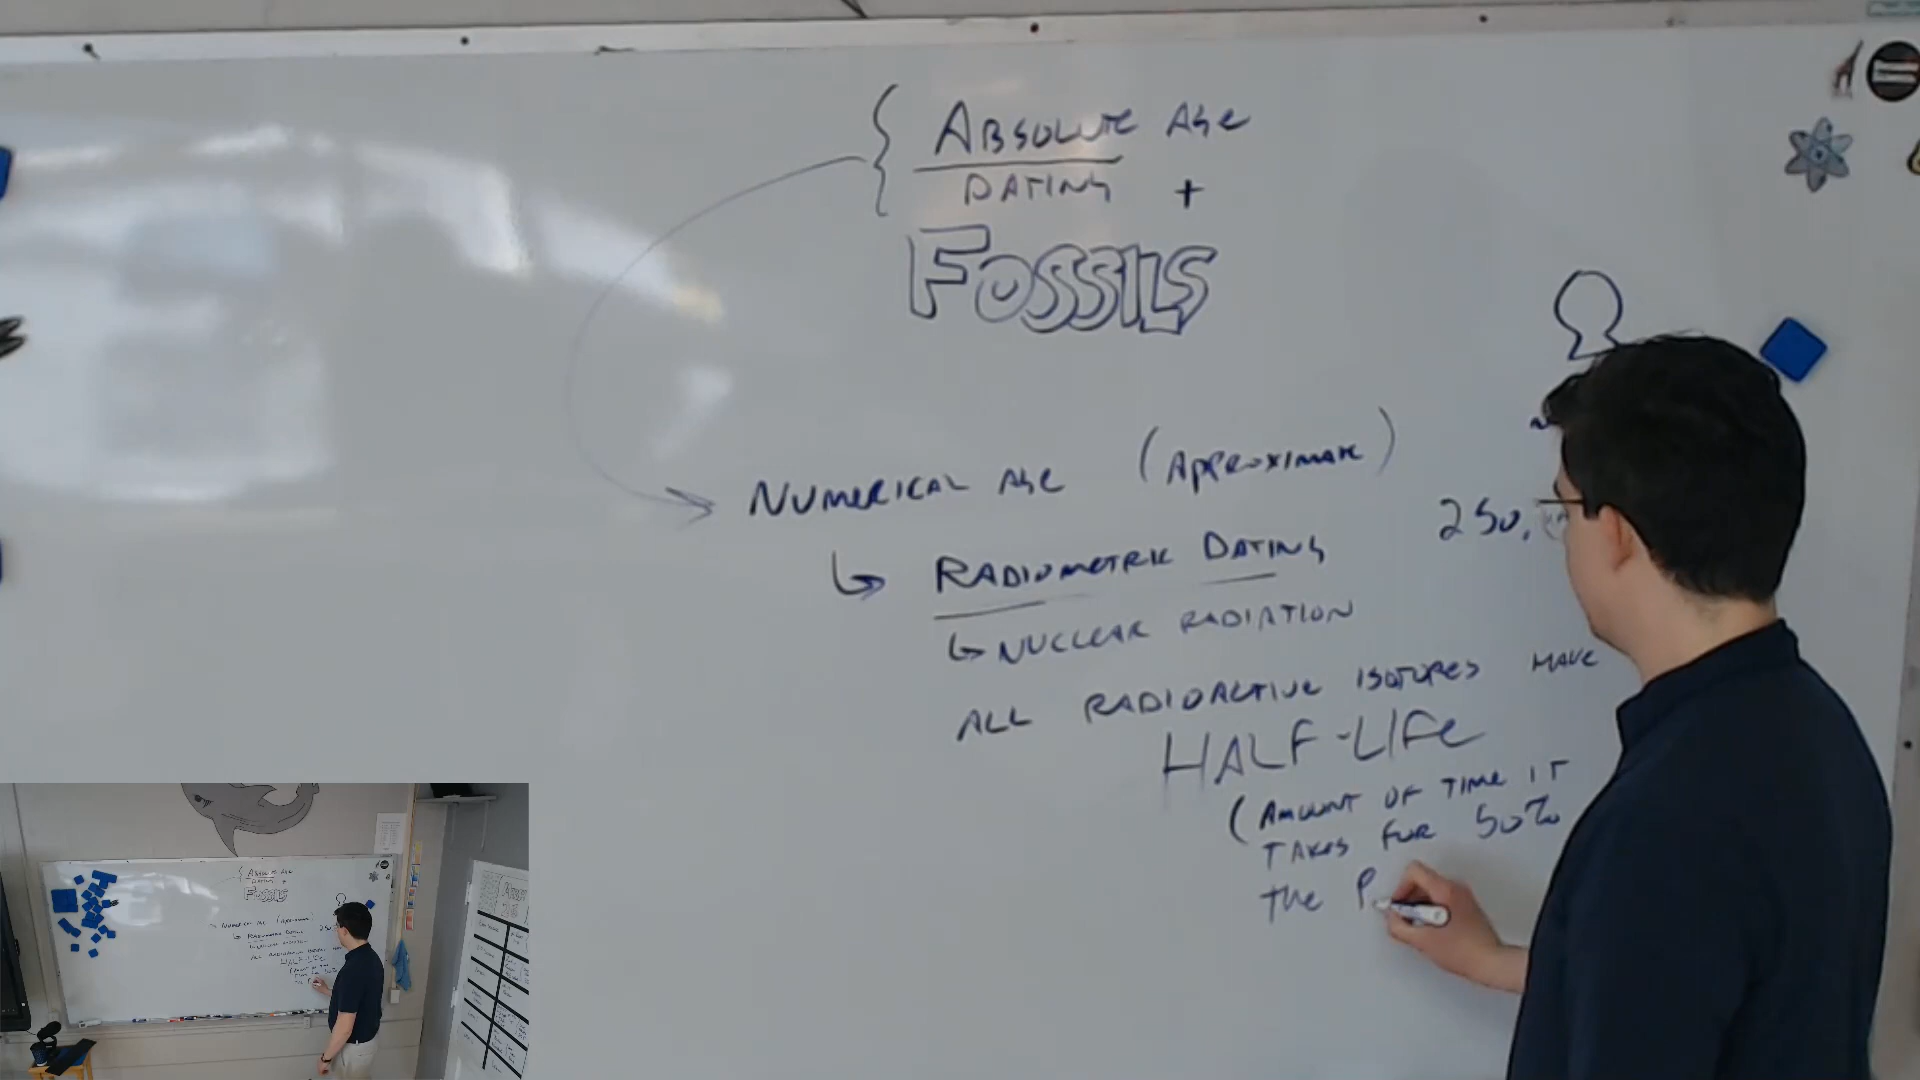 ABSOLUTE AGE
DATING +
FOSSILS
NUMERICAL AGE (APPROXIMATE)
250,
RADIOMETRIC DATING
NUCLEAR RADIATION
ALL RADIOACTIVE ISOTOPES HAVE
HALF-LIFE
(AMOUNT OF TIME IT
TAKES FOR 50%
THE P